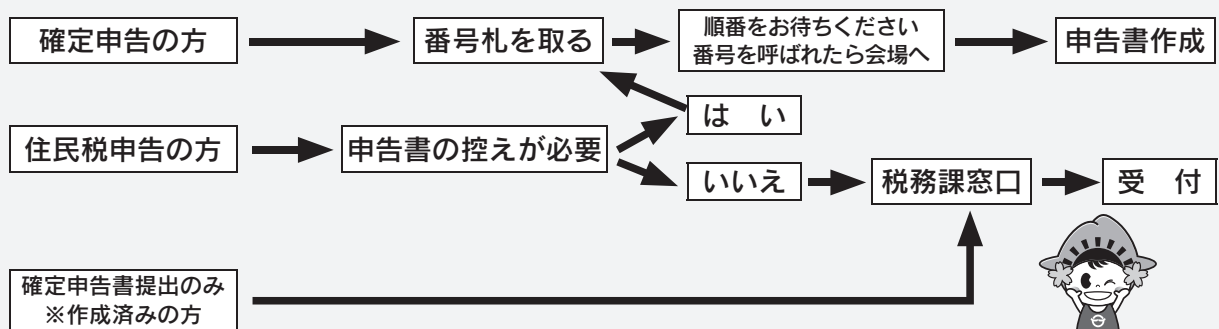 確定申告の方
番号札を取る
順番をお待ちください
番号を呼ばれたら会場へ
申告書作成
は　い
住民税申告の方
申告書の控えが必要
いいえ
税務課窓口
受　付
確定申告書提出のみ
※作成済みの方